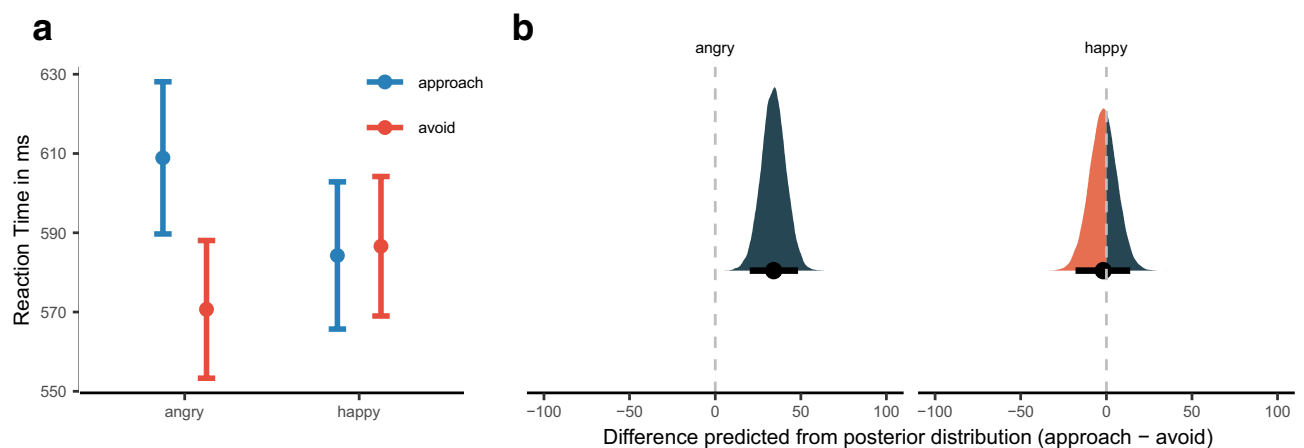 a
Reaction Time in ms
630
610
590
570
550
angry
happy
approach
avoid
b
angry
happy
−100
−50
0
50
100
−100
−50
0
50
100
Difference predicted from posterior distribution (approach − avoid)